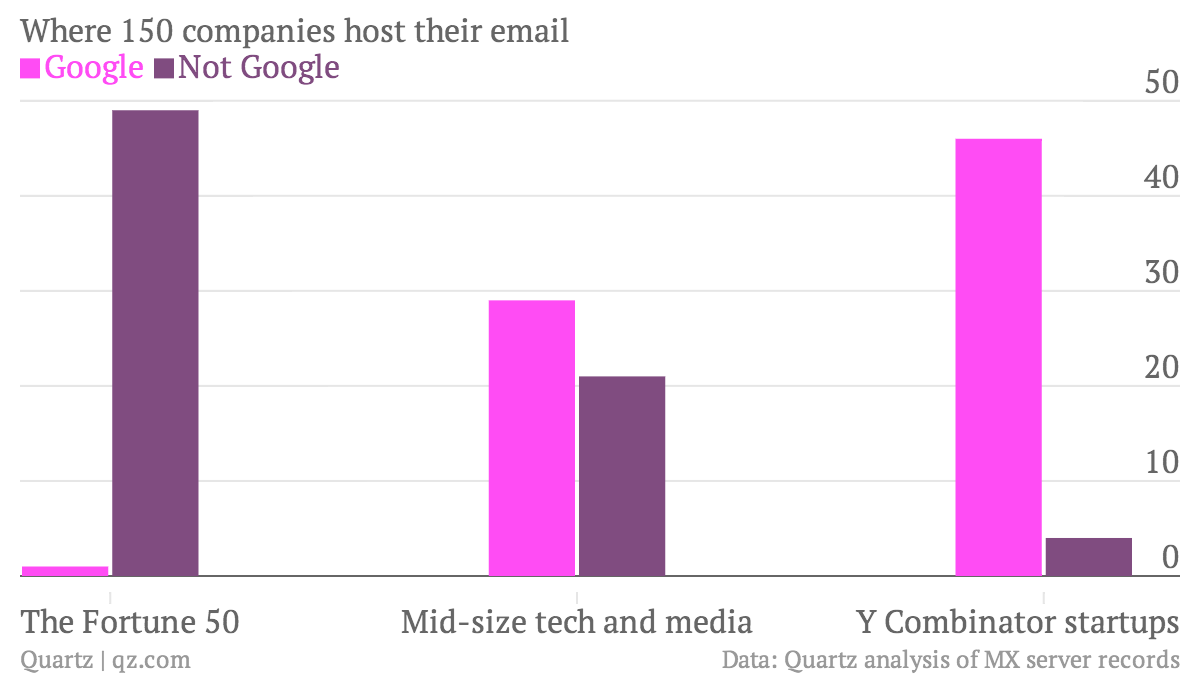 Where 150 companies host their email
Google Not Google
50
40
30
20
10
0
The Fortune 50 Mid-size tech and media Y Combinator startups
Quartz | qz.com Data: Quartz analysis of MX server records